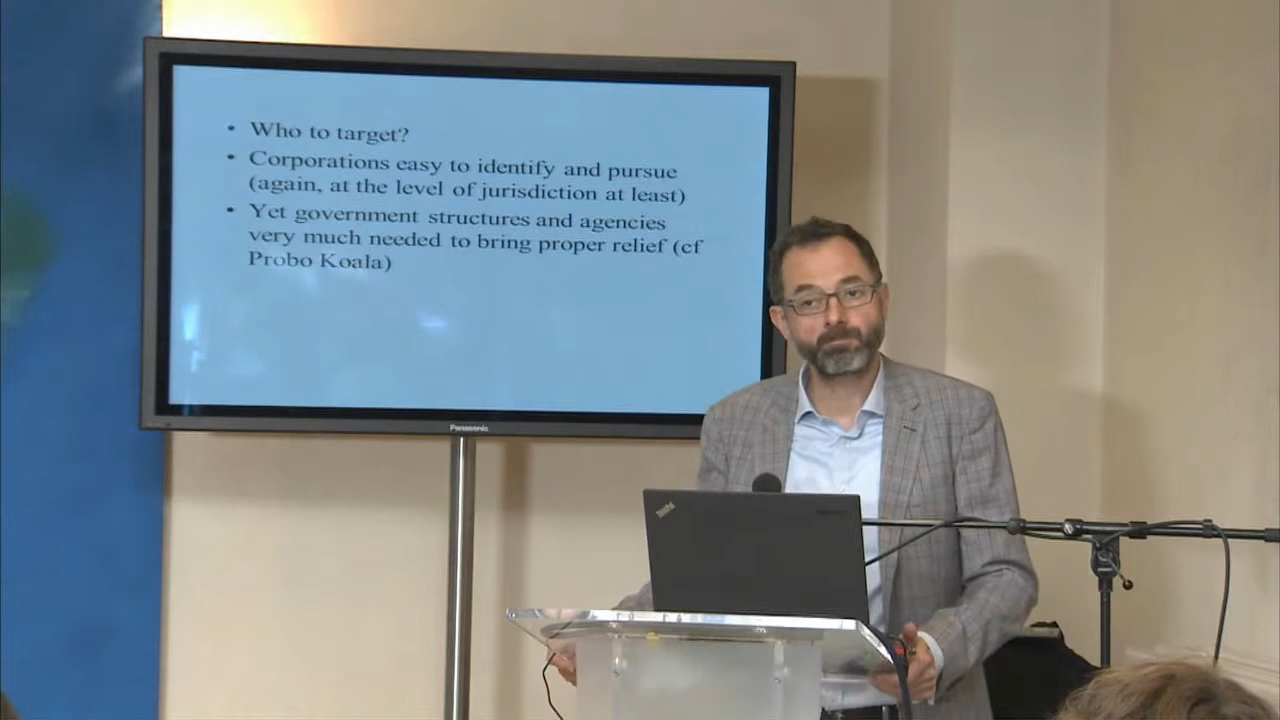 • Who to target?
• Corporations easy to identify and pursue
(again, at the level of jurisdiction at least)
• Yet government structures and agencies
very much needed to bring proper relief (cf
Probo Koala)
Panasonic
ThinkPad